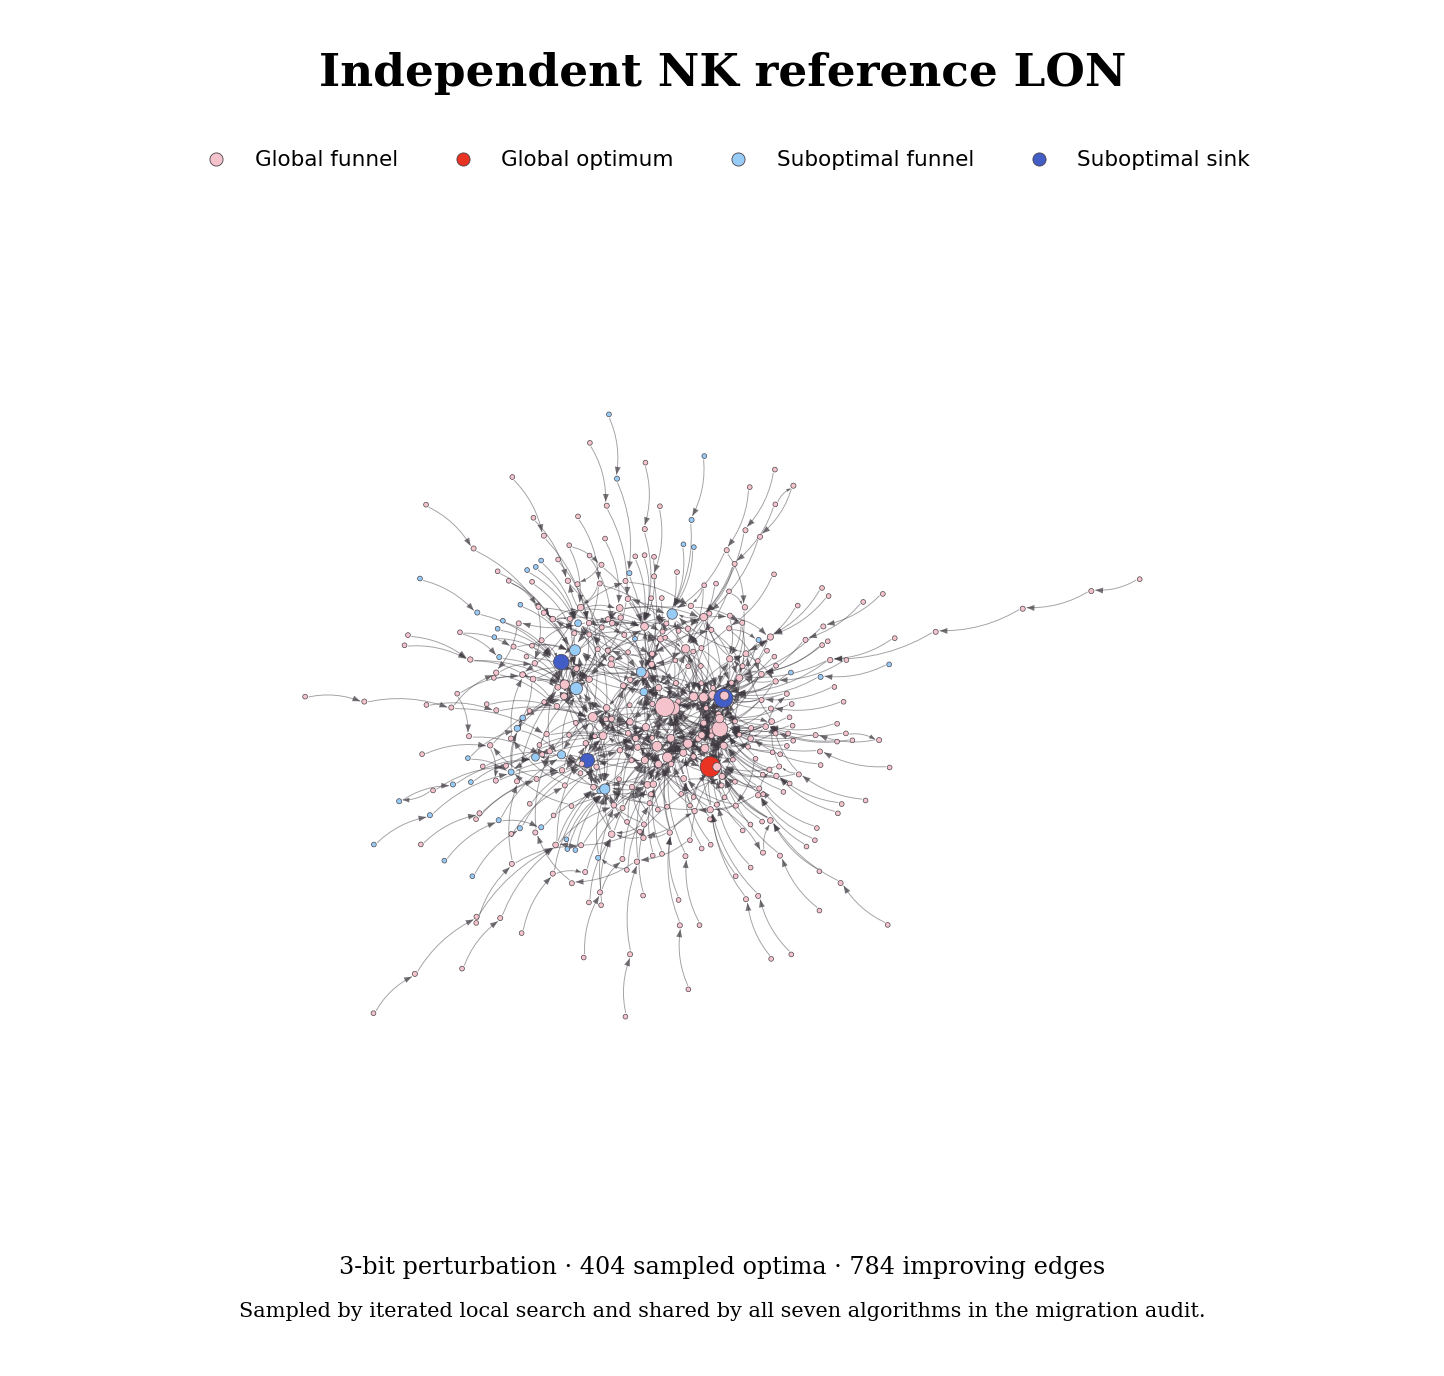 Independent NK reference LON
Global funnel Global optimum Suboptimal funnel Suboptimal sink
3-bit perturbation · 404 sampled optima · 784 improving edges
Sampled by iterated local search and shared by all seven algorithms in the migration audit.